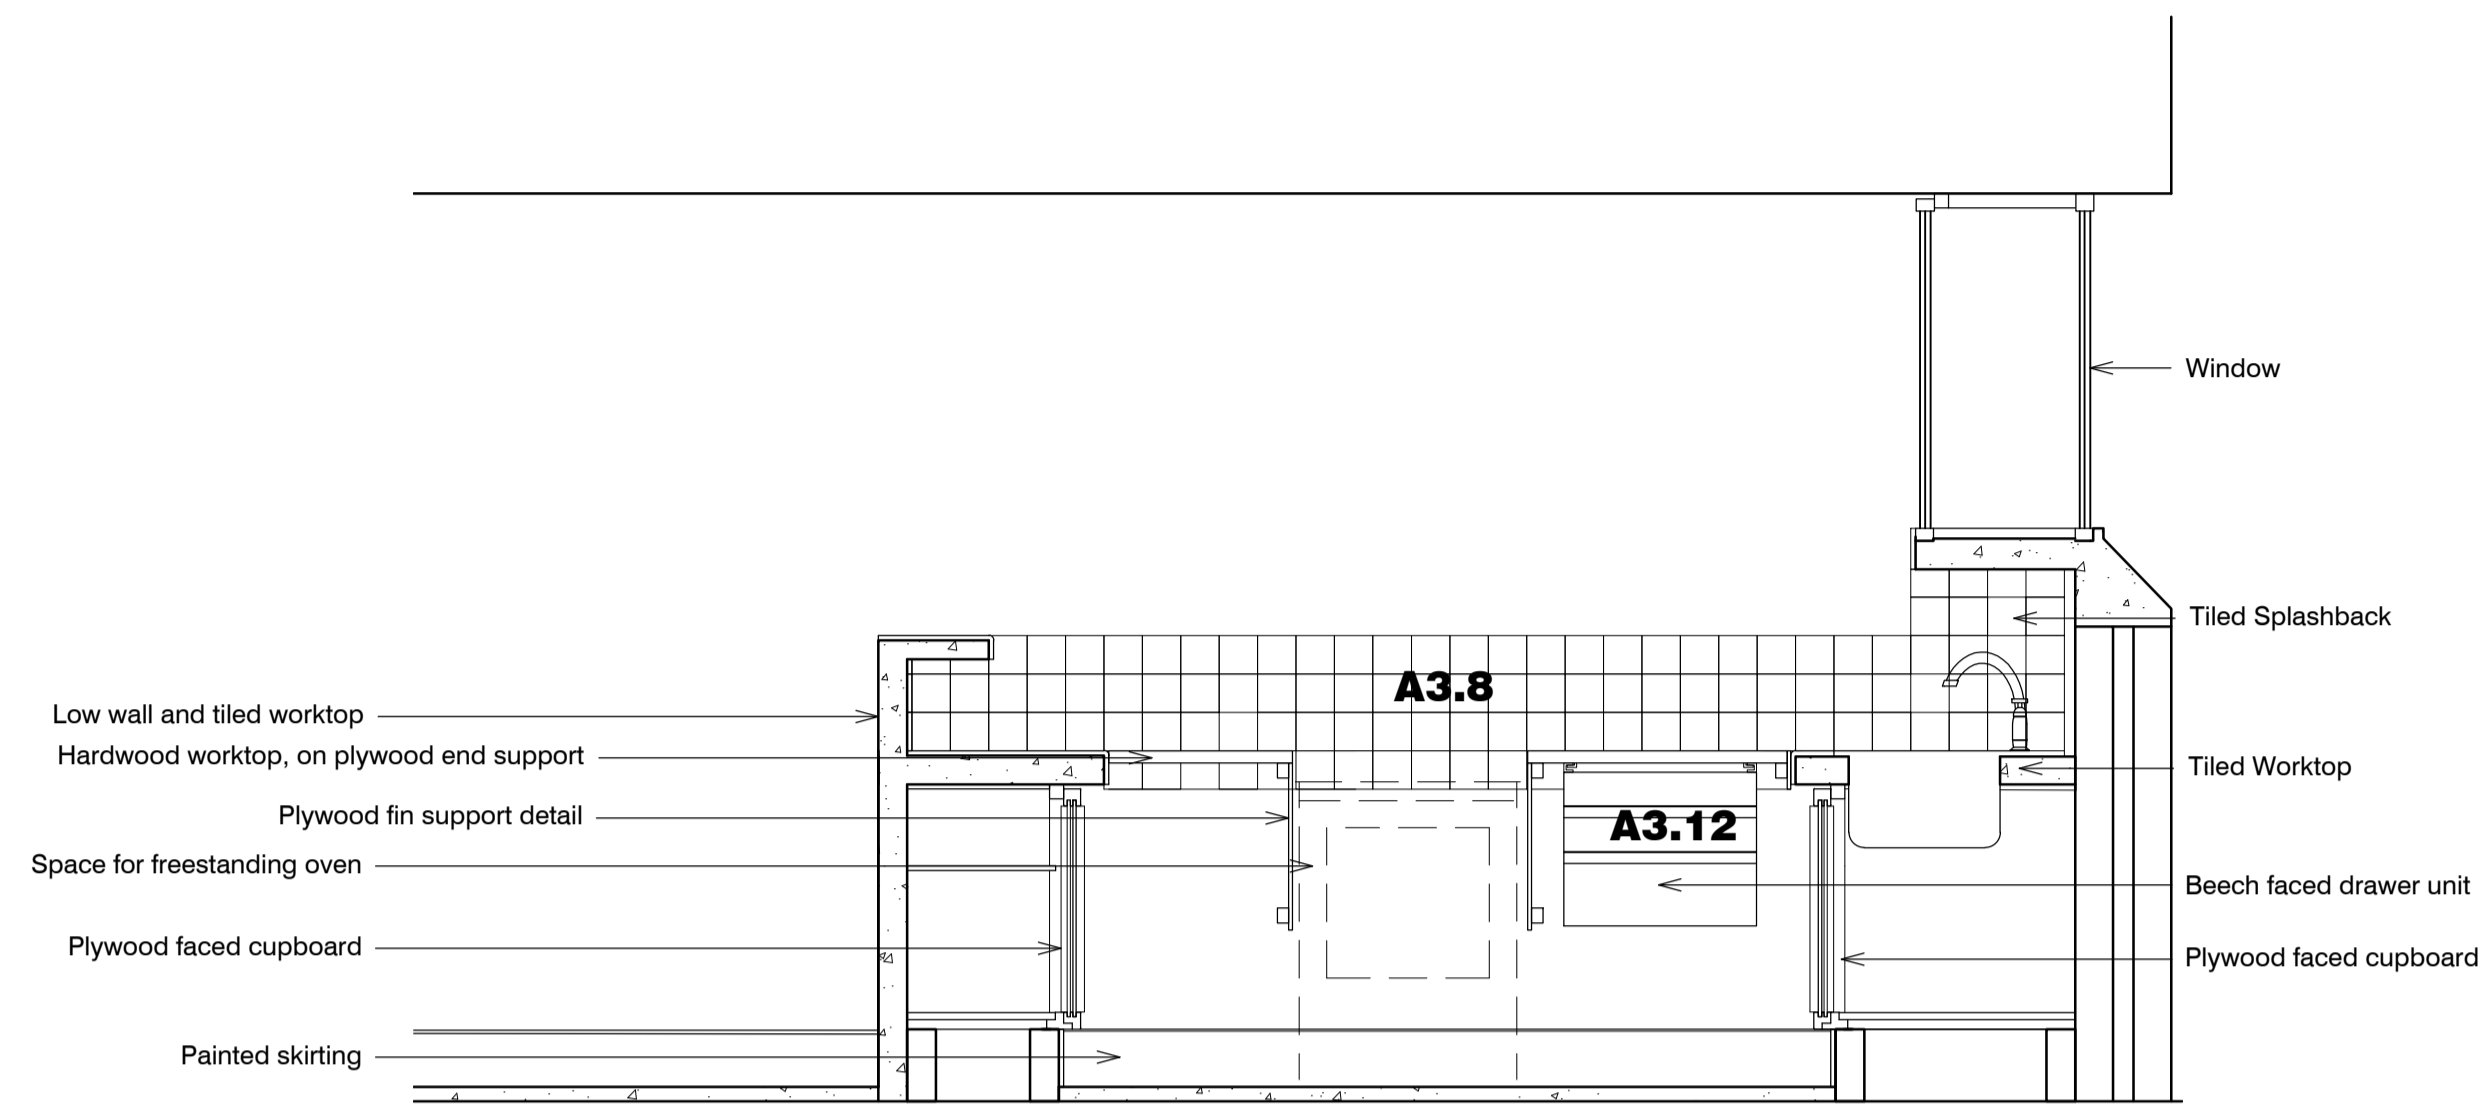 Window
Tiled Splashback
A3.8
Low wall and tiled worktop
Hardwood worktop, on plywood end support
Tiled Worktop
Plywood fin support detail
A3.12
Space for freestanding oven
Beech faced drawer unit
Plywood faced cupboard
Plywood faced cupboard
Painted skirting